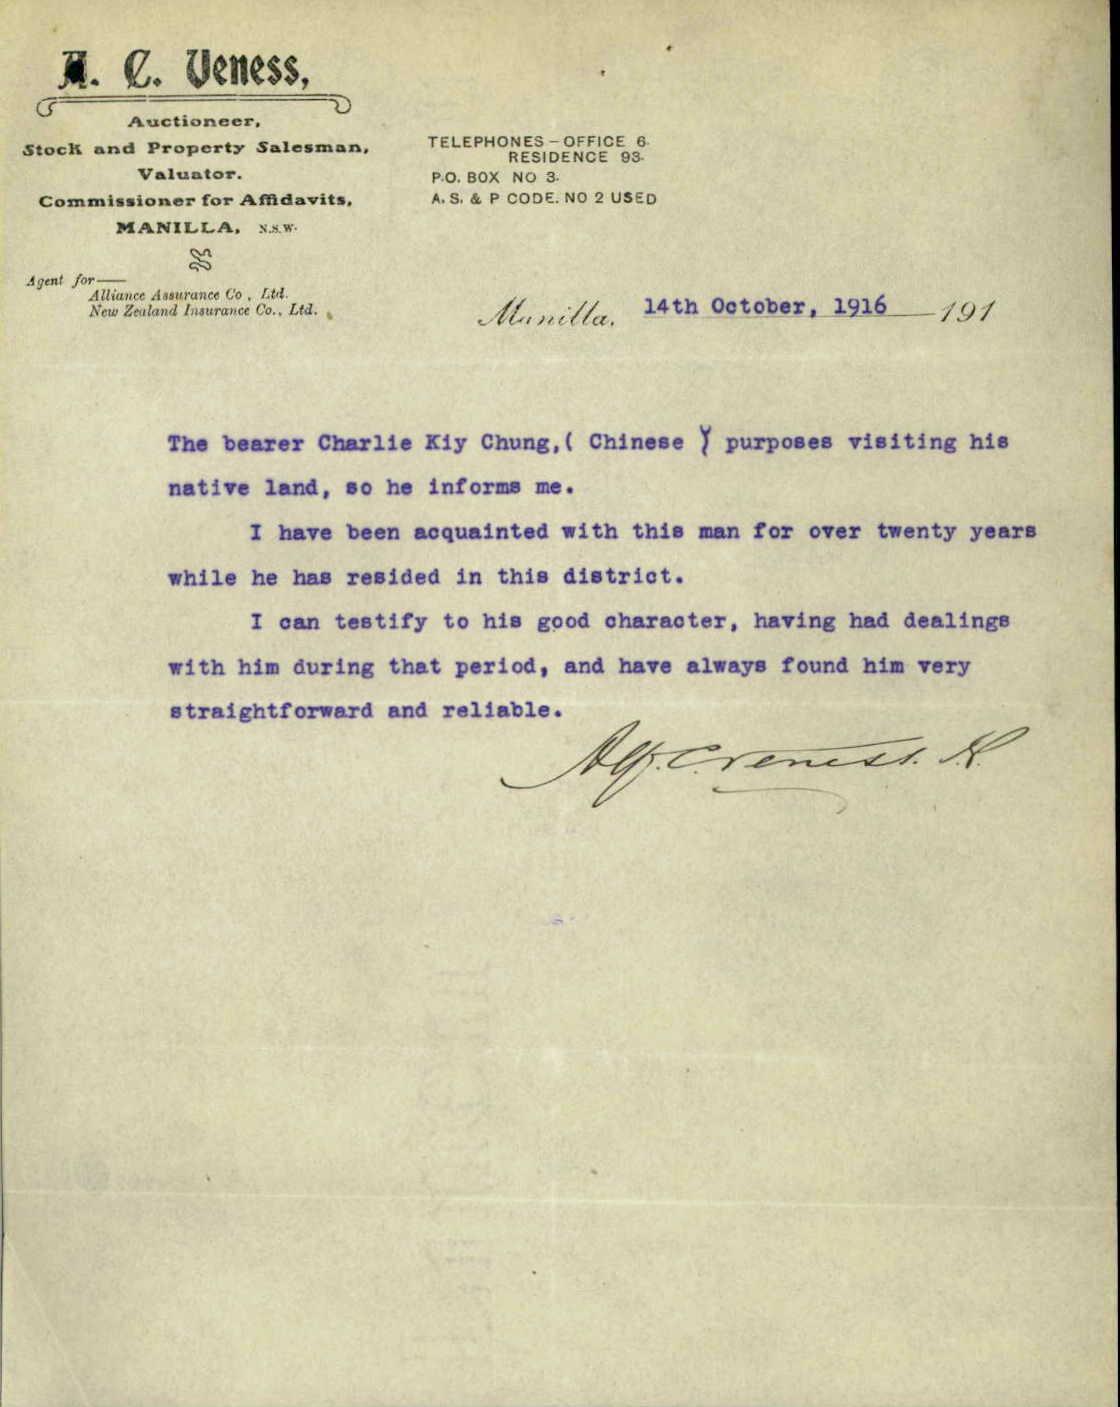 A. C. Veness,
Auctioneer,
Stock and Property Salesman,
Valuator.
Commissioner for Affidavits,
MANILLA, N.S.W.
Agent for
Alliance Assurance Co, Ltd.
New Zealand Insurance Co., Ltd.
TELEPHONES - OFFICE 6.
RESIDENCE 93.
P.O. BOX NO 3.
A. S. & P CODE. NO 2 USED
Manilla. 14th October, 1916 191
The bearer Charlie Kiy Chung,( Chinese ) purposes visiting his
native land, so he informs me.
I have been acquainted with this man for over twenty years
while he has resided in this district.
I can testify to his good character, having had dealings
with him during that period, and have always found him very
straightforward and reliable.
Alf. C. Veness.